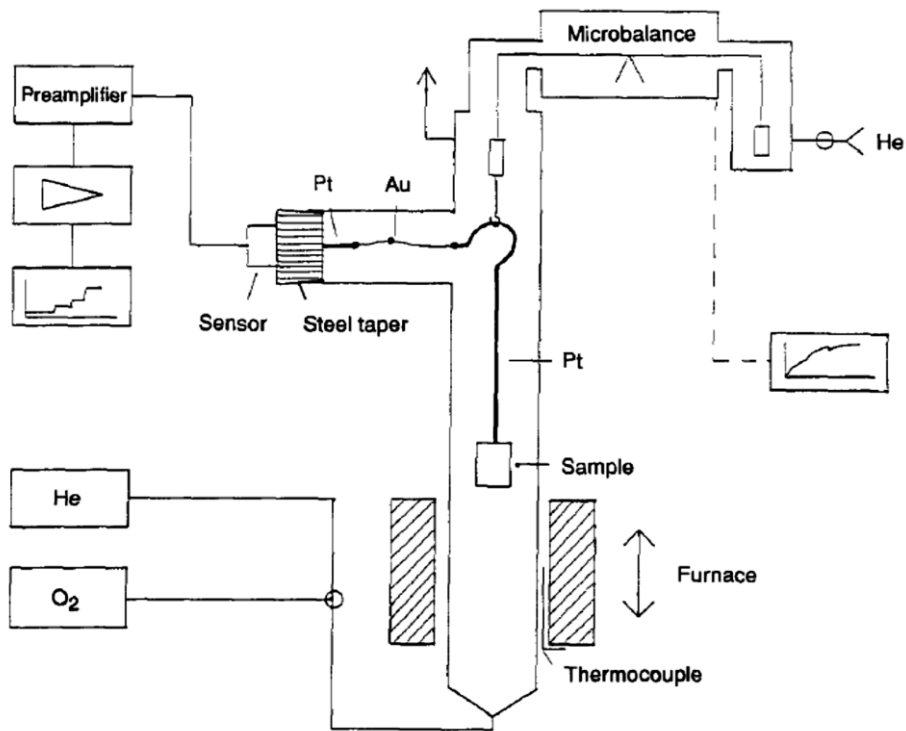 Microbalance
Preamplifier
He
Pt
Au
Sensor
Steel taper
Pt
Sample
He
O₂
Furnace
Thermocouple